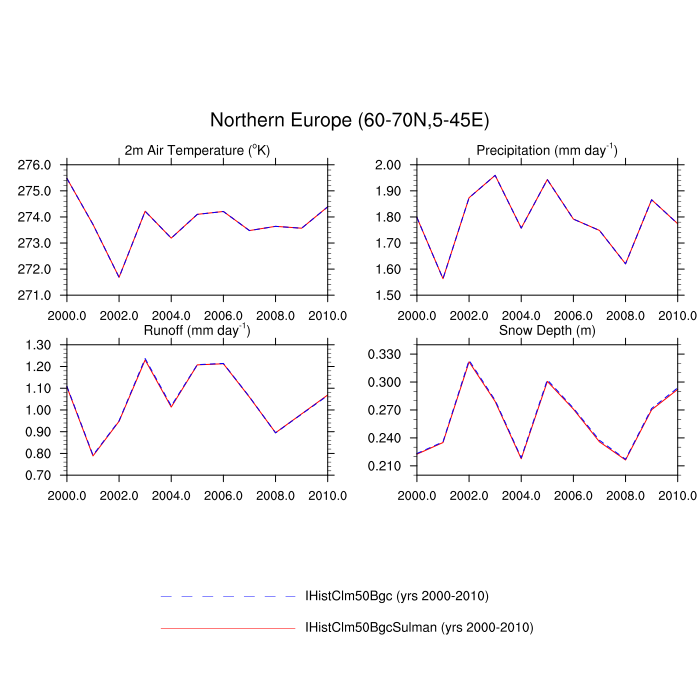 Northern Europe (60-70N,5-45E)
2m Air Temperature (°K)
276.0
275.0
274.0
273.0
272.0
271.0
2000.0 2002.0 2004.0 2006.0 2008.0 2010.0
Precipitation (mm day⁻¹)
2.00
1.90
1.80
1.70
1.60
1.50
2000.0 2002.0 2004.0 2006.0 2008.0 2010.0
Runoff (mm day⁻¹)
1.30
1.20
1.10
1.00
0.90
0.80
0.70
2000.0 2002.0 2004.0 2006.0 2008.0 2010.0
Snow Depth (m)
0.330
0.300
0.270
0.240
0.210
2000.0 2002.0 2004.0 2006.0 2008.0 2010.0
IHistClm50Bgc (yrs 2000-2010)
IHistClm50BgcSulman (yrs 2000-2010)